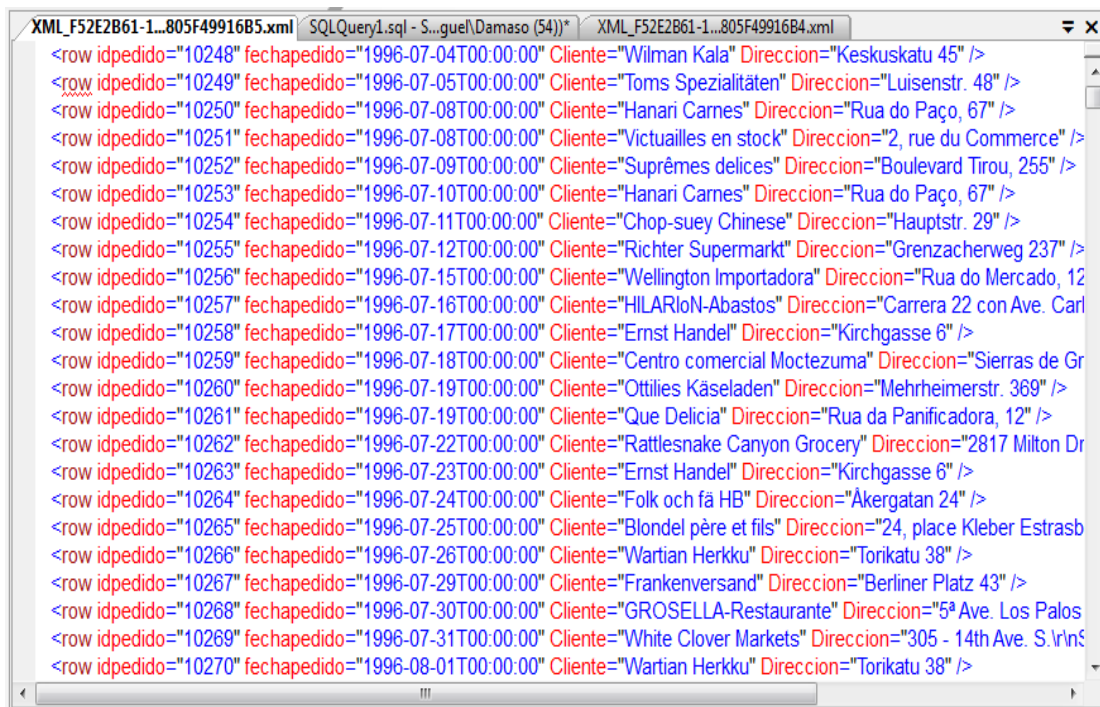 XML_F52E2B61-1...805F49916B5.xml SQLQuery1.sql - S...guel\Damaso (54))* XML_F52E2B61-1...805F49916B4.xml
<row idpedido="10248" fechapedido="1996-07-04T00:00:00" Cliente="Wilman Kala" Direccion="Keskuskatu 45" />
<row idpedido="10249" fechapedido="1996-07-05T00:00:00" Cliente="Toms Spezialitäten" Direccion="Luisenstr. 48" />
<row idpedido="10250" fechapedido="1996-07-08T00:00:00" Cliente="Hanari Carnes" Direccion="Rua do Paço, 67" />
<row idpedido="10251" fechapedido="1996-07-08T00:00:00" Cliente="Victuailles en stock" Direccion="2, rue du Commerce" />
<row idpedido="10252" fechapedido="1996-07-09T00:00:00" Cliente="Suprêmes delices" Direccion="Boulevard Tirou, 255" />
<row idpedido="10253" fechapedido="1996-07-10T00:00:00" Cliente="Hanari Carnes" Direccion="Rua do Paço, 67" />
<row idpedido="10254" fechapedido="1996-07-11T00:00:00" Cliente="Chop-suey Chinese" Direccion="Hauptstr. 29" />
<row idpedido="10255" fechapedido="1996-07-12T00:00:00" Cliente="Richter Supermarkt" Direccion="Grenzacherweg 237" />
<row idpedido="10256" fechapedido="1996-07-15T00:00:00" Cliente="Wellington Importadora" Direccion="Rua do Mercado, 12
<row idpedido="10257" fechapedido="1996-07-16T00:00:00" Cliente="HILARIoN-Abastos" Direccion="Carrera 22 con Ave. Carl
<row idpedido="10258" fechapedido="1996-07-17T00:00:00" Cliente="Ernst Handel" Direccion="Kirchgasse 6" />
<row idpedido="10259" fechapedido="1996-07-18T00:00:00" Cliente="Centro comercial Moctezuma" Direccion="Sierras de Gr
<row idpedido="10260" fechapedido="1996-07-19T00:00:00" Cliente="Ottilies Käseladen" Direccion="Mehrheimerstr. 369" />
<row idpedido="10261" fechapedido="1996-07-19T00:00:00" Cliente="Que Delicia" Direccion="Rua da Panificadora, 12" />
<row idpedido="10262" fechapedido="1996-07-22T00:00:00" Cliente="Rattlesnake Canyon Grocery" Direccion="2817 Milton Dr
<row idpedido="10263" fechapedido="1996-07-23T00:00:00" Cliente="Ernst Handel" Direccion="Kirchgasse 6" />
<row idpedido="10264" fechapedido="1996-07-24T00:00:00" Cliente="Folk och fä HB" Direccion="Åkergatan 24" />
<row idpedido="10265" fechapedido="1996-07-25T00:00:00" Cliente="Blondel père et fils" Direccion="24, place Kleber Estrasb
<row idpedido="10266" fechapedido="1996-07-26T00:00:00" Cliente="Wartian Herkku" Direccion="Torikatu 38" />
<row idpedido="10267" fechapedido="1996-07-29T00:00:00" Cliente="Frankenversand" Direccion="Berliner Platz 43" />
<row idpedido="10268" fechapedido="1996-07-30T00:00:00" Cliente="GROSELLA-Restaurante" Direccion="5ª Ave. Los Palos
<row idpedido="10269" fechapedido="1996-07-31T00:00:00" Cliente="White Clover Markets" Direccion="305 - 14th Ave. S.\r\nS
<row idpedido="10270" fechapedido="1996-08-01T00:00:00" Cliente="Wartian Herkku" Direccion="Torikatu 38" />